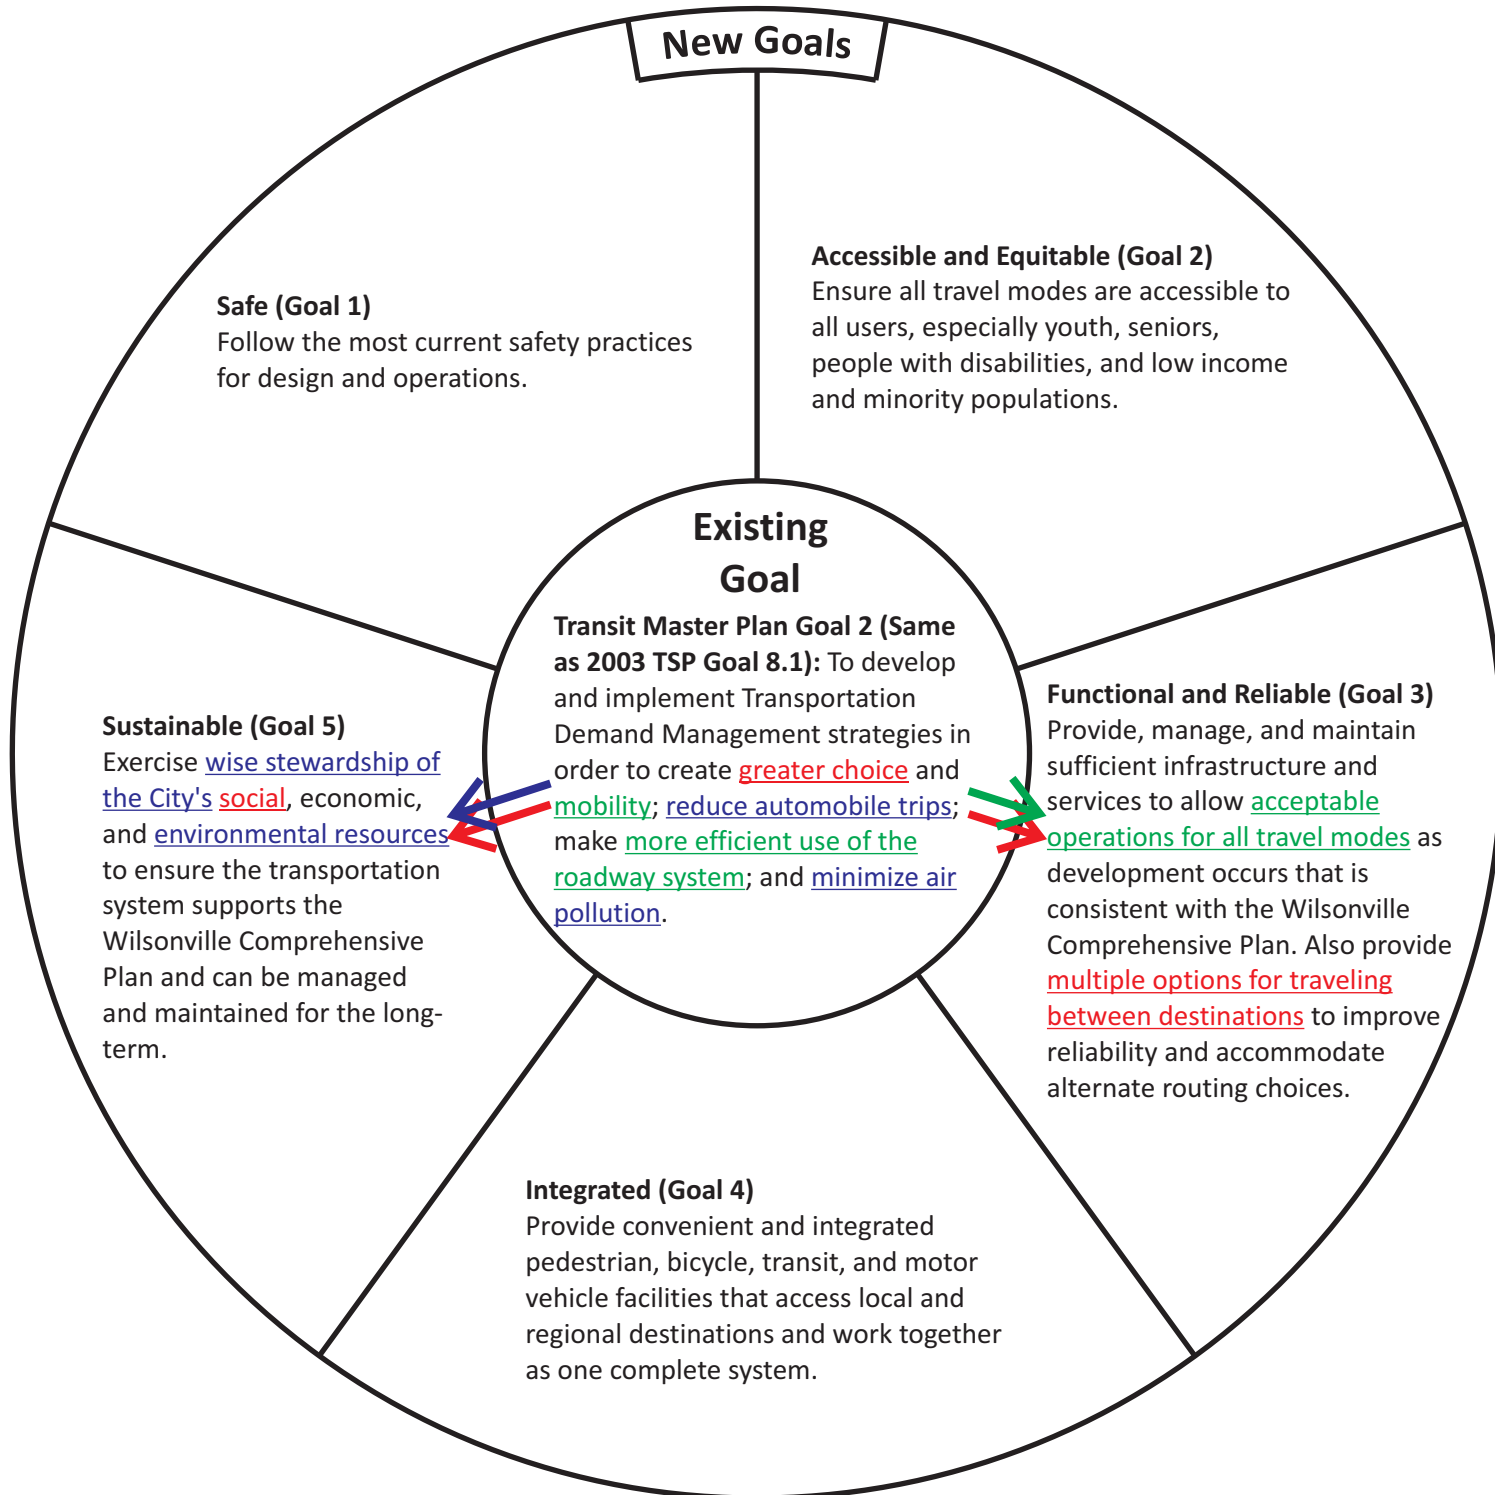 New Goals
Safe (Goal 1)
Follow the most current safety practices
for design and operations.
Accessible and Equitable (Goal 2)
Ensure all travel modes are accessible to
all users, especially youth, seniors,
people with disabilities, and low income
and minority populations.
Existing
Goal
Transit Master Plan Goal 2 (Same
as 2003 TSP Goal 8.1): To develop
and implement Transportation
Demand Management strategies in
order to create greater choice and
mobility; reduce automobile trips;
make more efficient use of the
roadway system; and minimize air
pollution.
Functional and Reliable (Goal 3)
Provide, manage, and maintain
sufficient infrastructure and
services to allow acceptable
operations for all travel modes as
development occurs that is
consistent with the Wilsonville
Comprehensive Plan. Also provide
multiple options for traveling
between destinations to improve
reliability and accommodate
alternate routing choices.
Integrated (Goal 4)
Provide convenient and integrated
pedestrian, bicycle, transit, and motor
vehicle facilities that access local and
regional destinations and work together
as one complete system.
Sustainable (Goal 5)
Exercise wise stewardship of
the City's social, economic,
and environmental resources
to ensure the transportation
system supports the
Wilsonville Comprehensive
Plan and can be managed
and maintained for the long-
term.